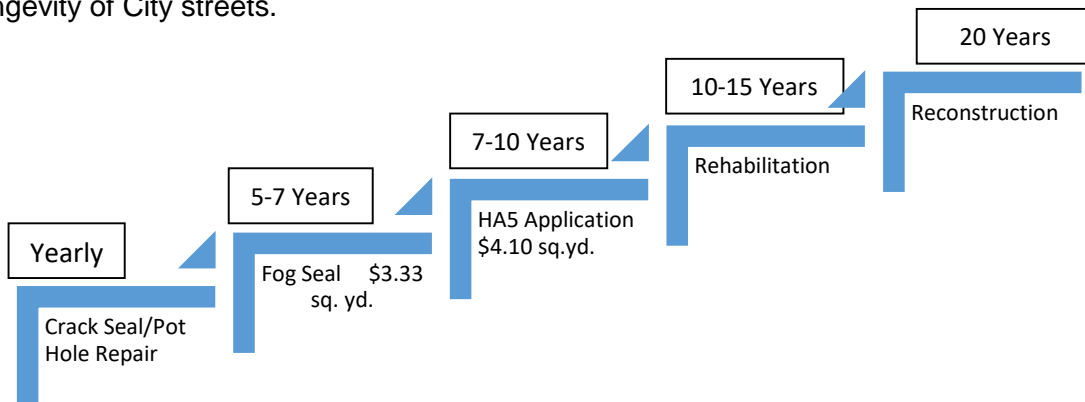 of City streets.
Yearly
Crack Seal/Pot
Hole Repair
5-7 Years
Fog Seal $3.33
sq. yd.
7-10 Years
HA5 Application
$4.10 sq.yd.
10-15 Years
Rehabilitation
20 Years
Reconstruction